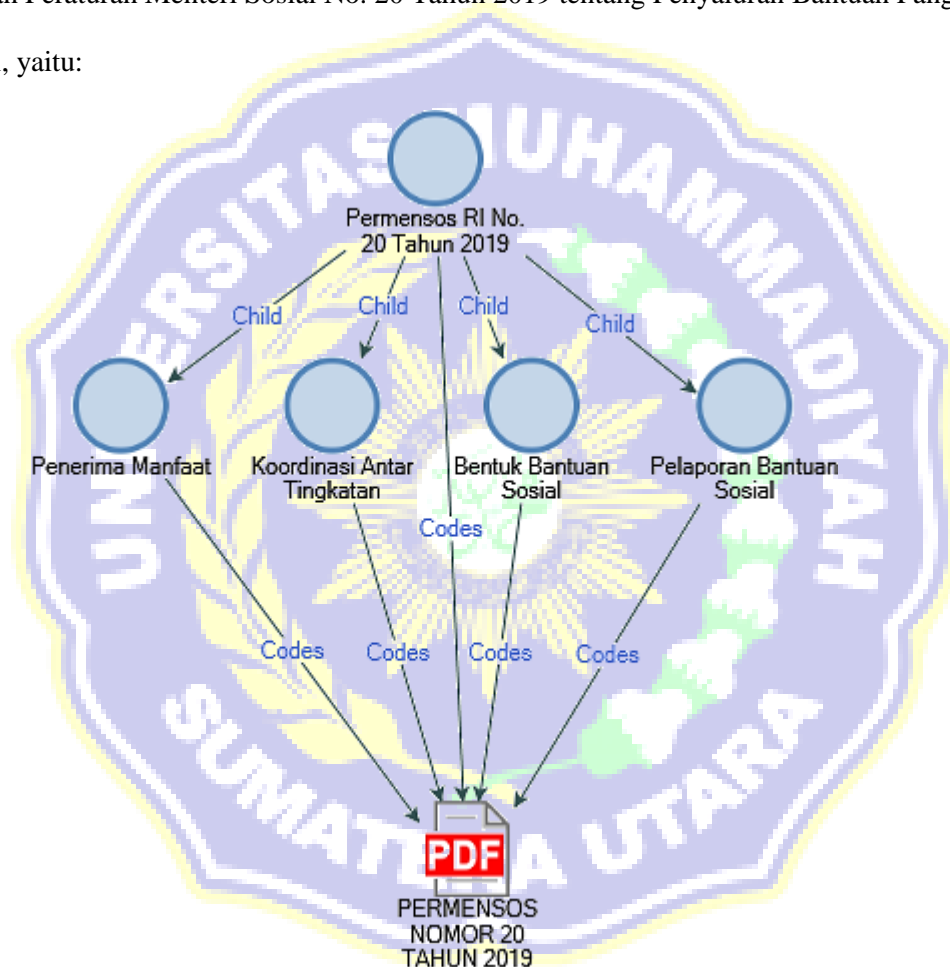 Peraturan Menteri Sosial No. 20 Tahun 2019 tentang Penyaluran Bantuan Pang
, yaitu:
UNIVERSITAS MUHAMMADIYAH
Permensos RI No.
20 Tahun 2019
Child
Child
Child
Child
Penerima Manfaat
Koordinasi Antar
Tingkatan
Bentuk Bantuan
Sosial
Pelaporan Bantuan
Sosial
Codes
Codes
Codes
Codes
Codes
SUMATERA UTARA
PDF
PERMENSOS
NOMOR 20
TAHUN 2019